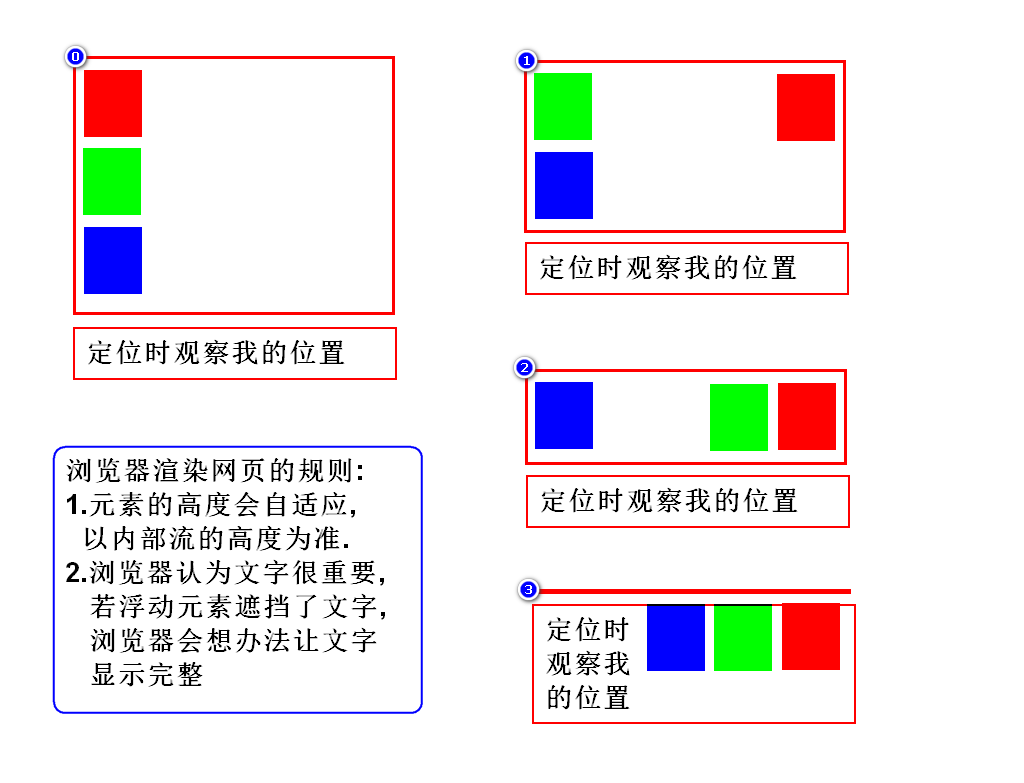 0
定位时观察我的位置
1
定位时观察我的位置
2
定位时观察我的位置
3
定位时
观察我
的位置
浏览器渲染网页的规则:
1.元素的高度会自适应,
以内部流的高度为准.
2.浏览器认为文字很重要,
若浮动元素遮挡了文字,
浏览器会想办法让文字
显示完整